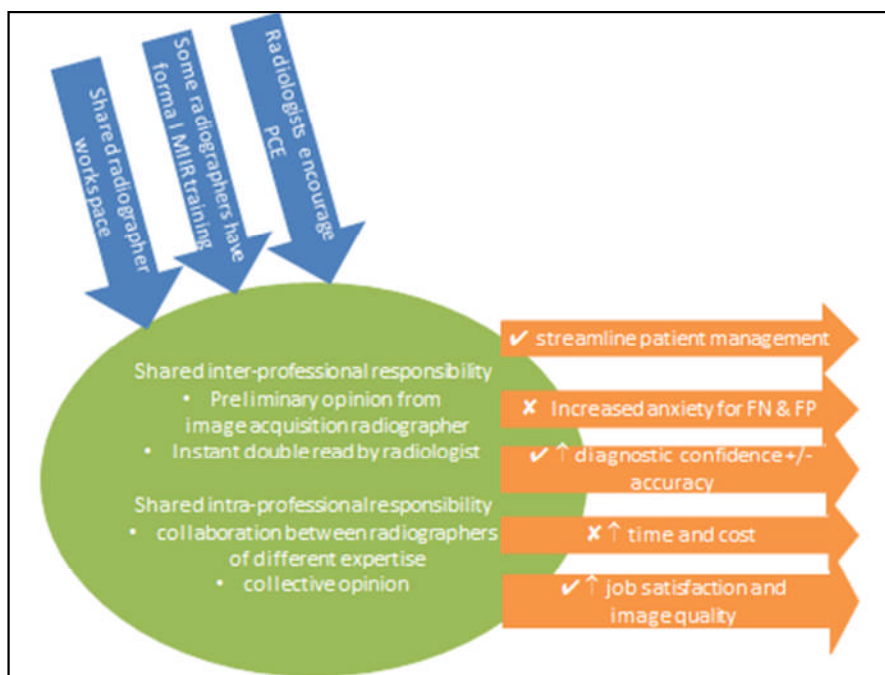 Shared radiographer
workspace
Some radiographers have
formal MIIR training
Radiologists encourage
PCE
Shared inter-professional responsibility
• Preliminary opinion from
image acquisition radiographer
• Instant double read by radiologist
Shared intra-professional responsibility
• collaboration between radiographers
of different expertise
• collective opinion
✔ streamline patient management
✘ Increased anxiety for FN & FP
✔ ↑ diagnostic confidence +/-
accuracy
✘ ↑ time and cost
✔ ↑ job satisfaction and
image quality